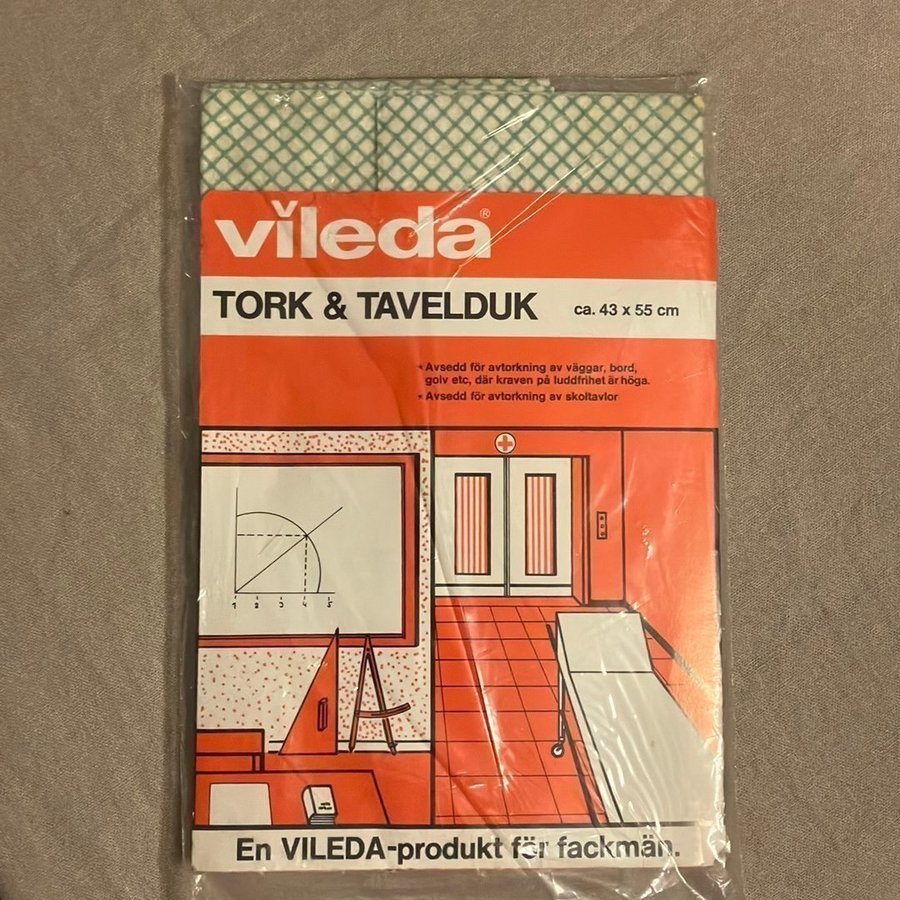 vileda®
TORK & TAVELDUK ca. 43 x 55 cm
* Avsedd för avtorkning av väggar, bord,
golv etc, där kraven på luddfrihet är höga.
* Avsedd för avtorkning av skoltavlor
1 2 3 4 5
En VILEDA-produkt för fackmän.